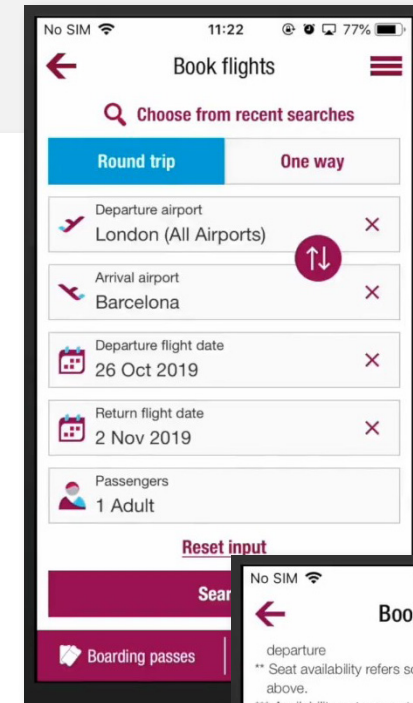 No SIM 11:22 77%
Book flights
Choose from recent searches
Round trip One way
Departure airport
London (All Airports)
Arrival airport
Barcelona
Departure flight date
26 Oct 2019
Return flight date
2 Nov 2019
Passengers
1 Adult
Reset input
Boarding passes
No SIM
departure
** Seat availability refers
above.